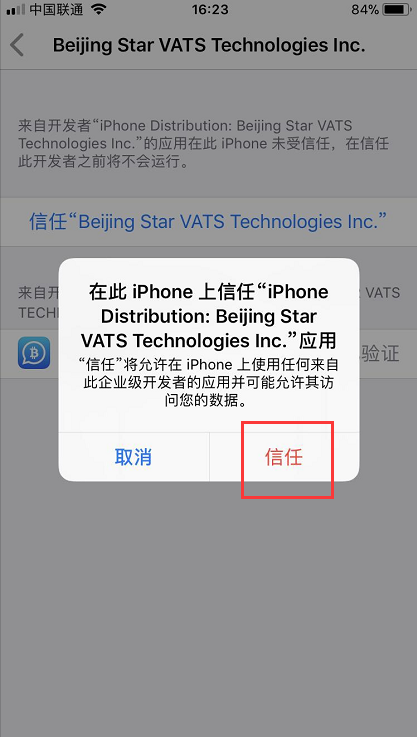 中国联通 16:23 84%
Beijing Star VATS Technologies Inc.
来自开发者“iPhone Distribution: Beijing Star VATS
Technologies Inc.”的应用在此 iPhone 未受信任，在信任
此开发者之前将不会运行。
信任“Beijing Star VATS Technologies Inc.”
来自开 VATS
TECH
验证
在此 iPhone 上信任“iPhone
Distribution: Beijing Star
VATS Technologies Inc.”应用
“信任”将允许在 iPhone 上使用任何来自
此企业级开发者的应用并可能允许其访
问您的数据。
取消 信任